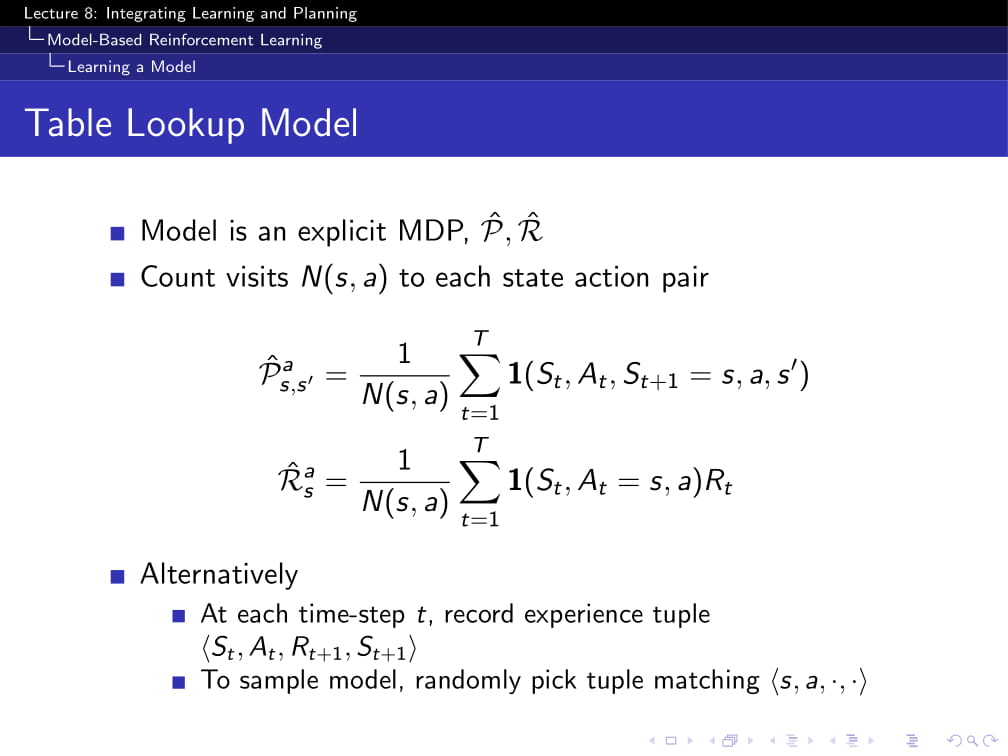 Lecture 8: Integrating Learning and Planning
Model-Based Reinforcement Learning
Learning a Model
Table Lookup Model
Model is an explicit MDP, $\hat{\mathcal{P}}, \hat{\mathcal{R}}$
Count visits $N(s, a)$ to each state action pair
$\hat{\mathcal{P}}^a_{s,s'} = \frac{1}{N(s,a)} \sum_{t=1}^{T} \mathbf{1}(S_t, A_t, S_{t+1} = s, a, s')$
$\hat{\mathcal{R}}^a_s = \frac{1}{N(s,a)} \sum_{t=1}^{T} \mathbf{1}(S_t, A_t = s, a) R_t$
Alternatively
At each time-step $t$, record experience tuple
$\langle S_t, A_t, R_{t+1}, S_{t+1} \rangle$
To sample model, randomly pick tuple matching $\langle s, a, \cdot, \cdot \rangle$